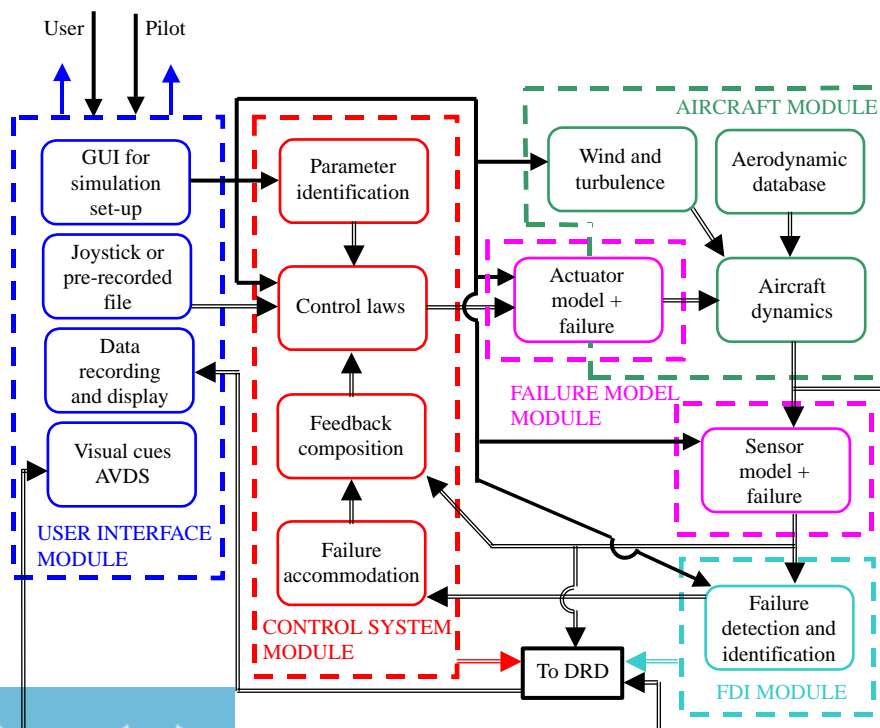 User
Pilot
AIRCRAFT MODULE
GUI for
simulation
set-up
Joystick or
pre-recorded
file
Data
recording
and display
Visual cues
AVDS
USER INTERFACE
MODULE
Parameter
identification
Control laws
Feedback
composition
Failure
accommodation
CONTROL SYSTEM
MODULE
Wind and
turbulence
Aerodynamic
database
Actuator
model +
failure
Aircraft
dynamics
FAILURE MODEL
MODULE
Sensor
model +
failure
Failure
detection and
identification
FDI MODULE
To DRD